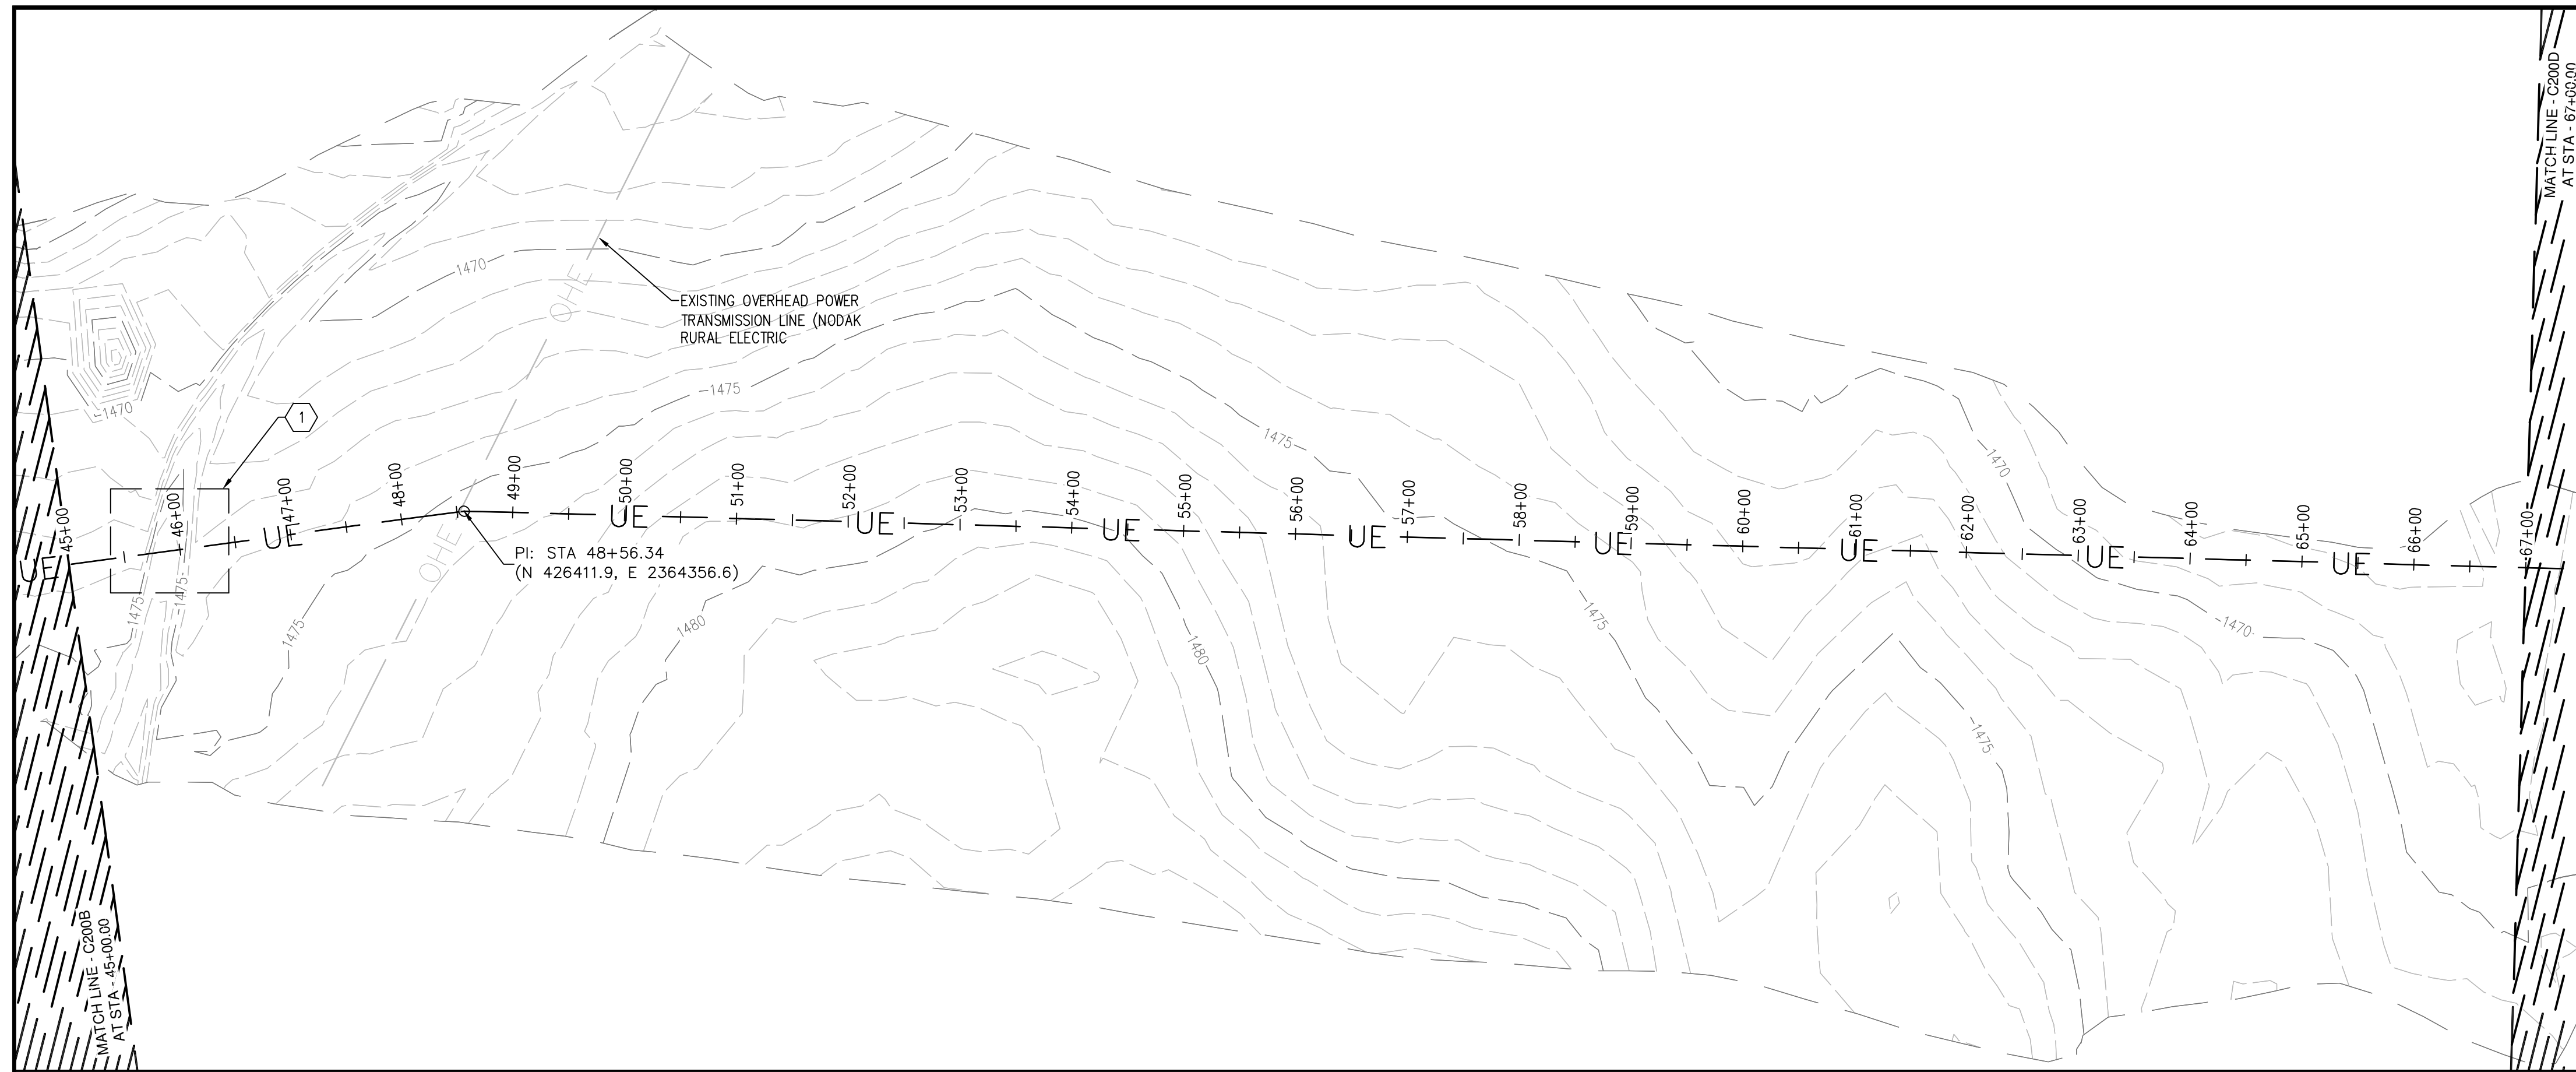 MATCH LINE - C200D
AT STA - 67+00.00
OHE
1470
EXISTING OVERHEAD POWER
TRANSMISSION LINE (NODAK
RURAL ELECTRIC
1475
1470
1
1475
1470
45+00
46+00
47+00
48+00
49+00
50+00
51+00
52+00
53+00
54+00
55+00
56+00
57+00
58+00
59+00
60+00
61+00
62+00
63+00
64+00
65+00
66+00
67+00
UE
UE
UE
UE
UE
UE
UE
UE
UE
UE
OHE
PI: STA 48+56.34
(N 426411.9, E 2364356.6)
1475
1475
1475
1480
1480
1475
1470
1475
MATCH LINE - C200B
AT STA - 45+00.00